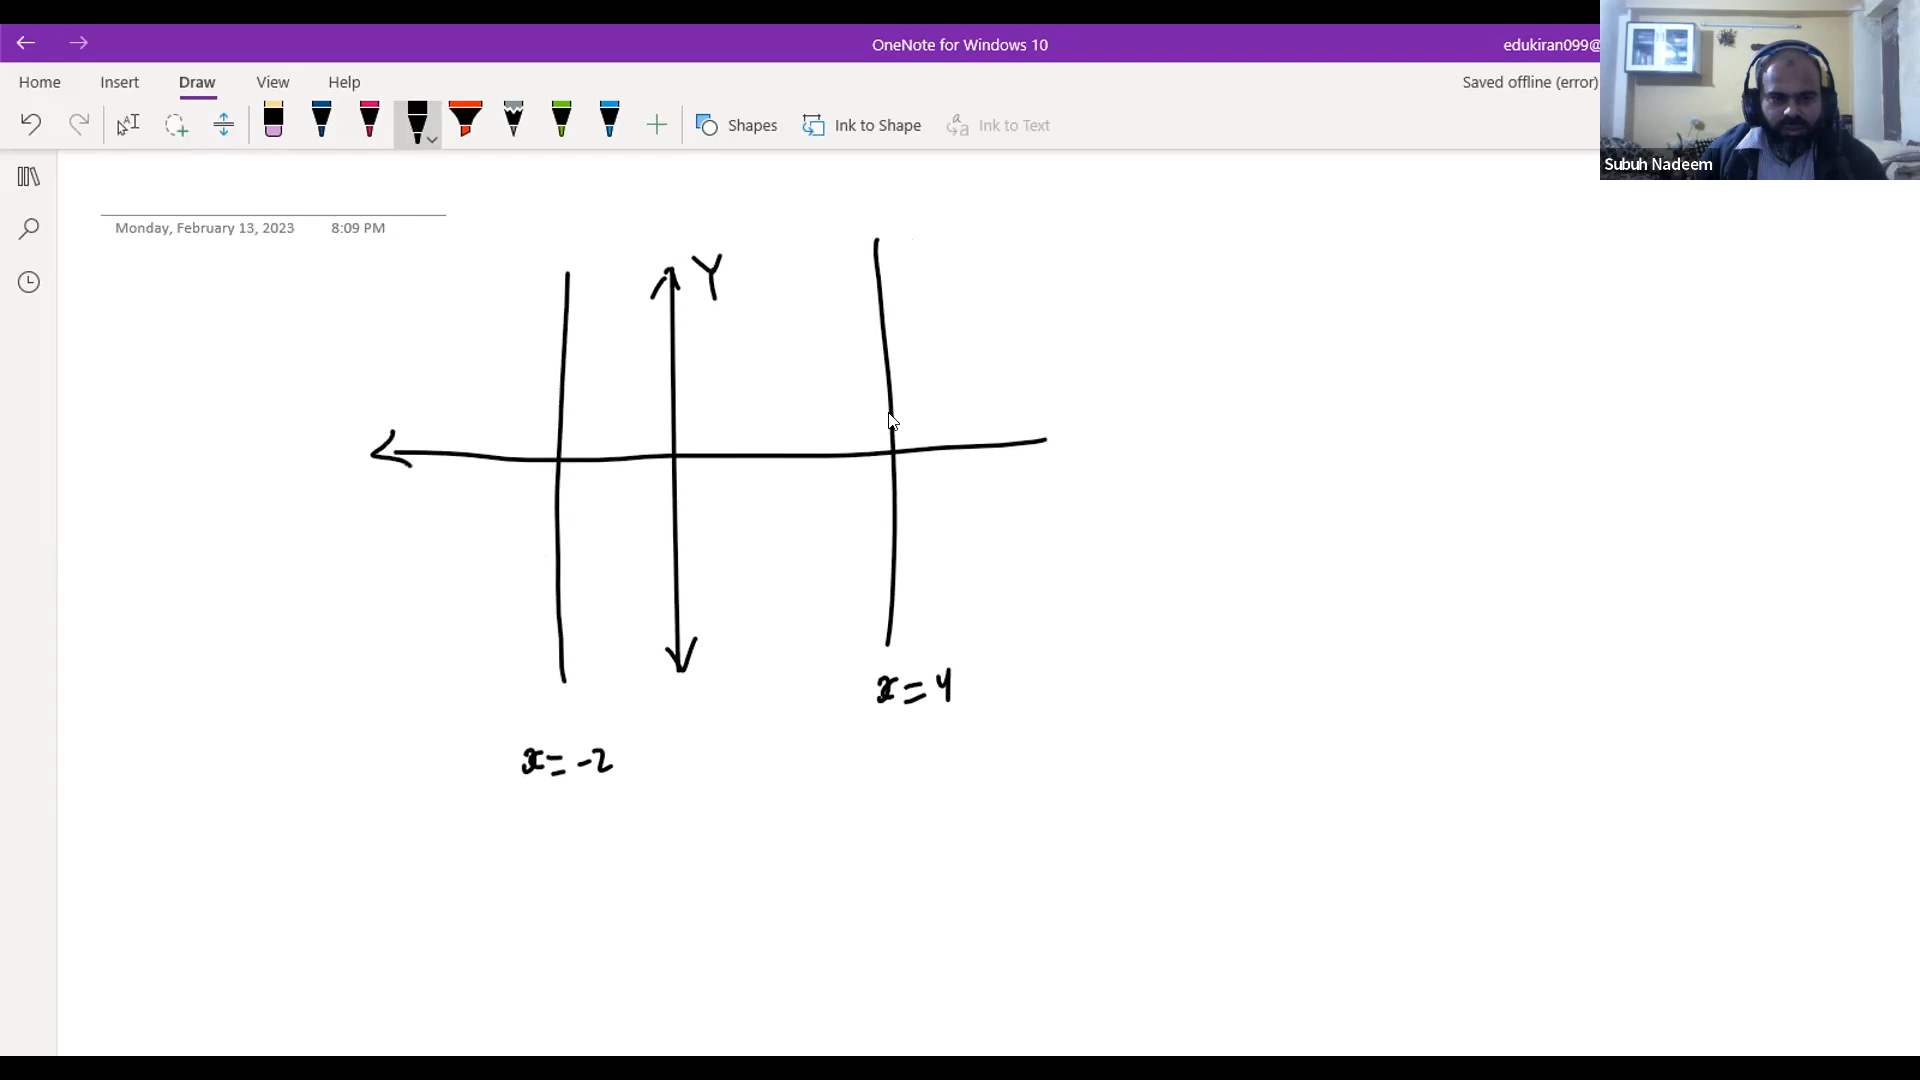 OneNote for Windows 10
edukiran099@
Home Insert Draw View Help
Saved offline (error)
Shapes Ink to Shape Ink to Text
Subuh Nadeem
Monday, February 13, 2023 8:09 PM
Y
x=4
x=-2